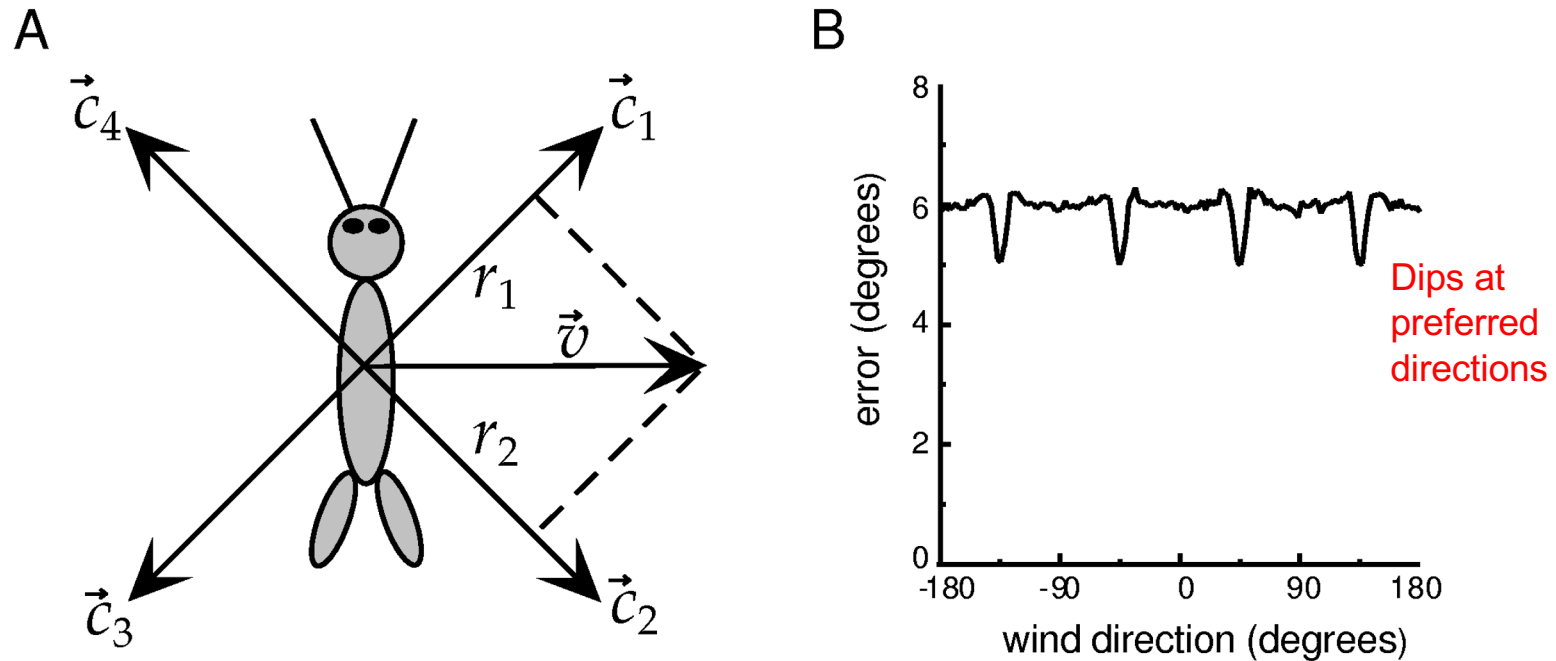 A
c⃗4
c⃗1
r1
v⃗
r2
c⃗3
c⃗2
B
error (degrees)
8
6
4
2
0
-180
-90
0
90
180
wind direction (degrees)
Dips at
preferred
directions